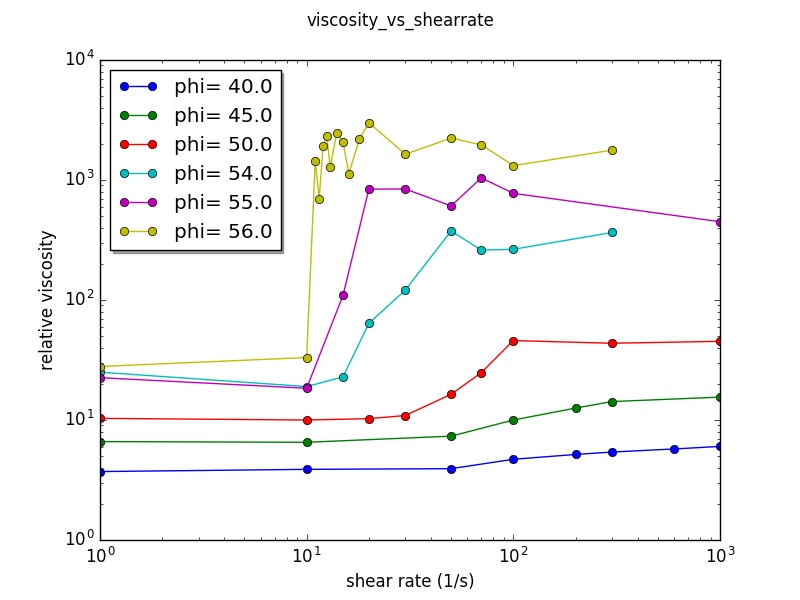 viscosity_vs_shearrate
10^4
10^3
10^2
10^1
10^0
relative viscosity
phi= 40.0
phi= 45.0
phi= 50.0
phi= 54.0
phi= 55.0
phi= 56.0
10^0 10^1 10^2 10^3
shear rate (1/s)